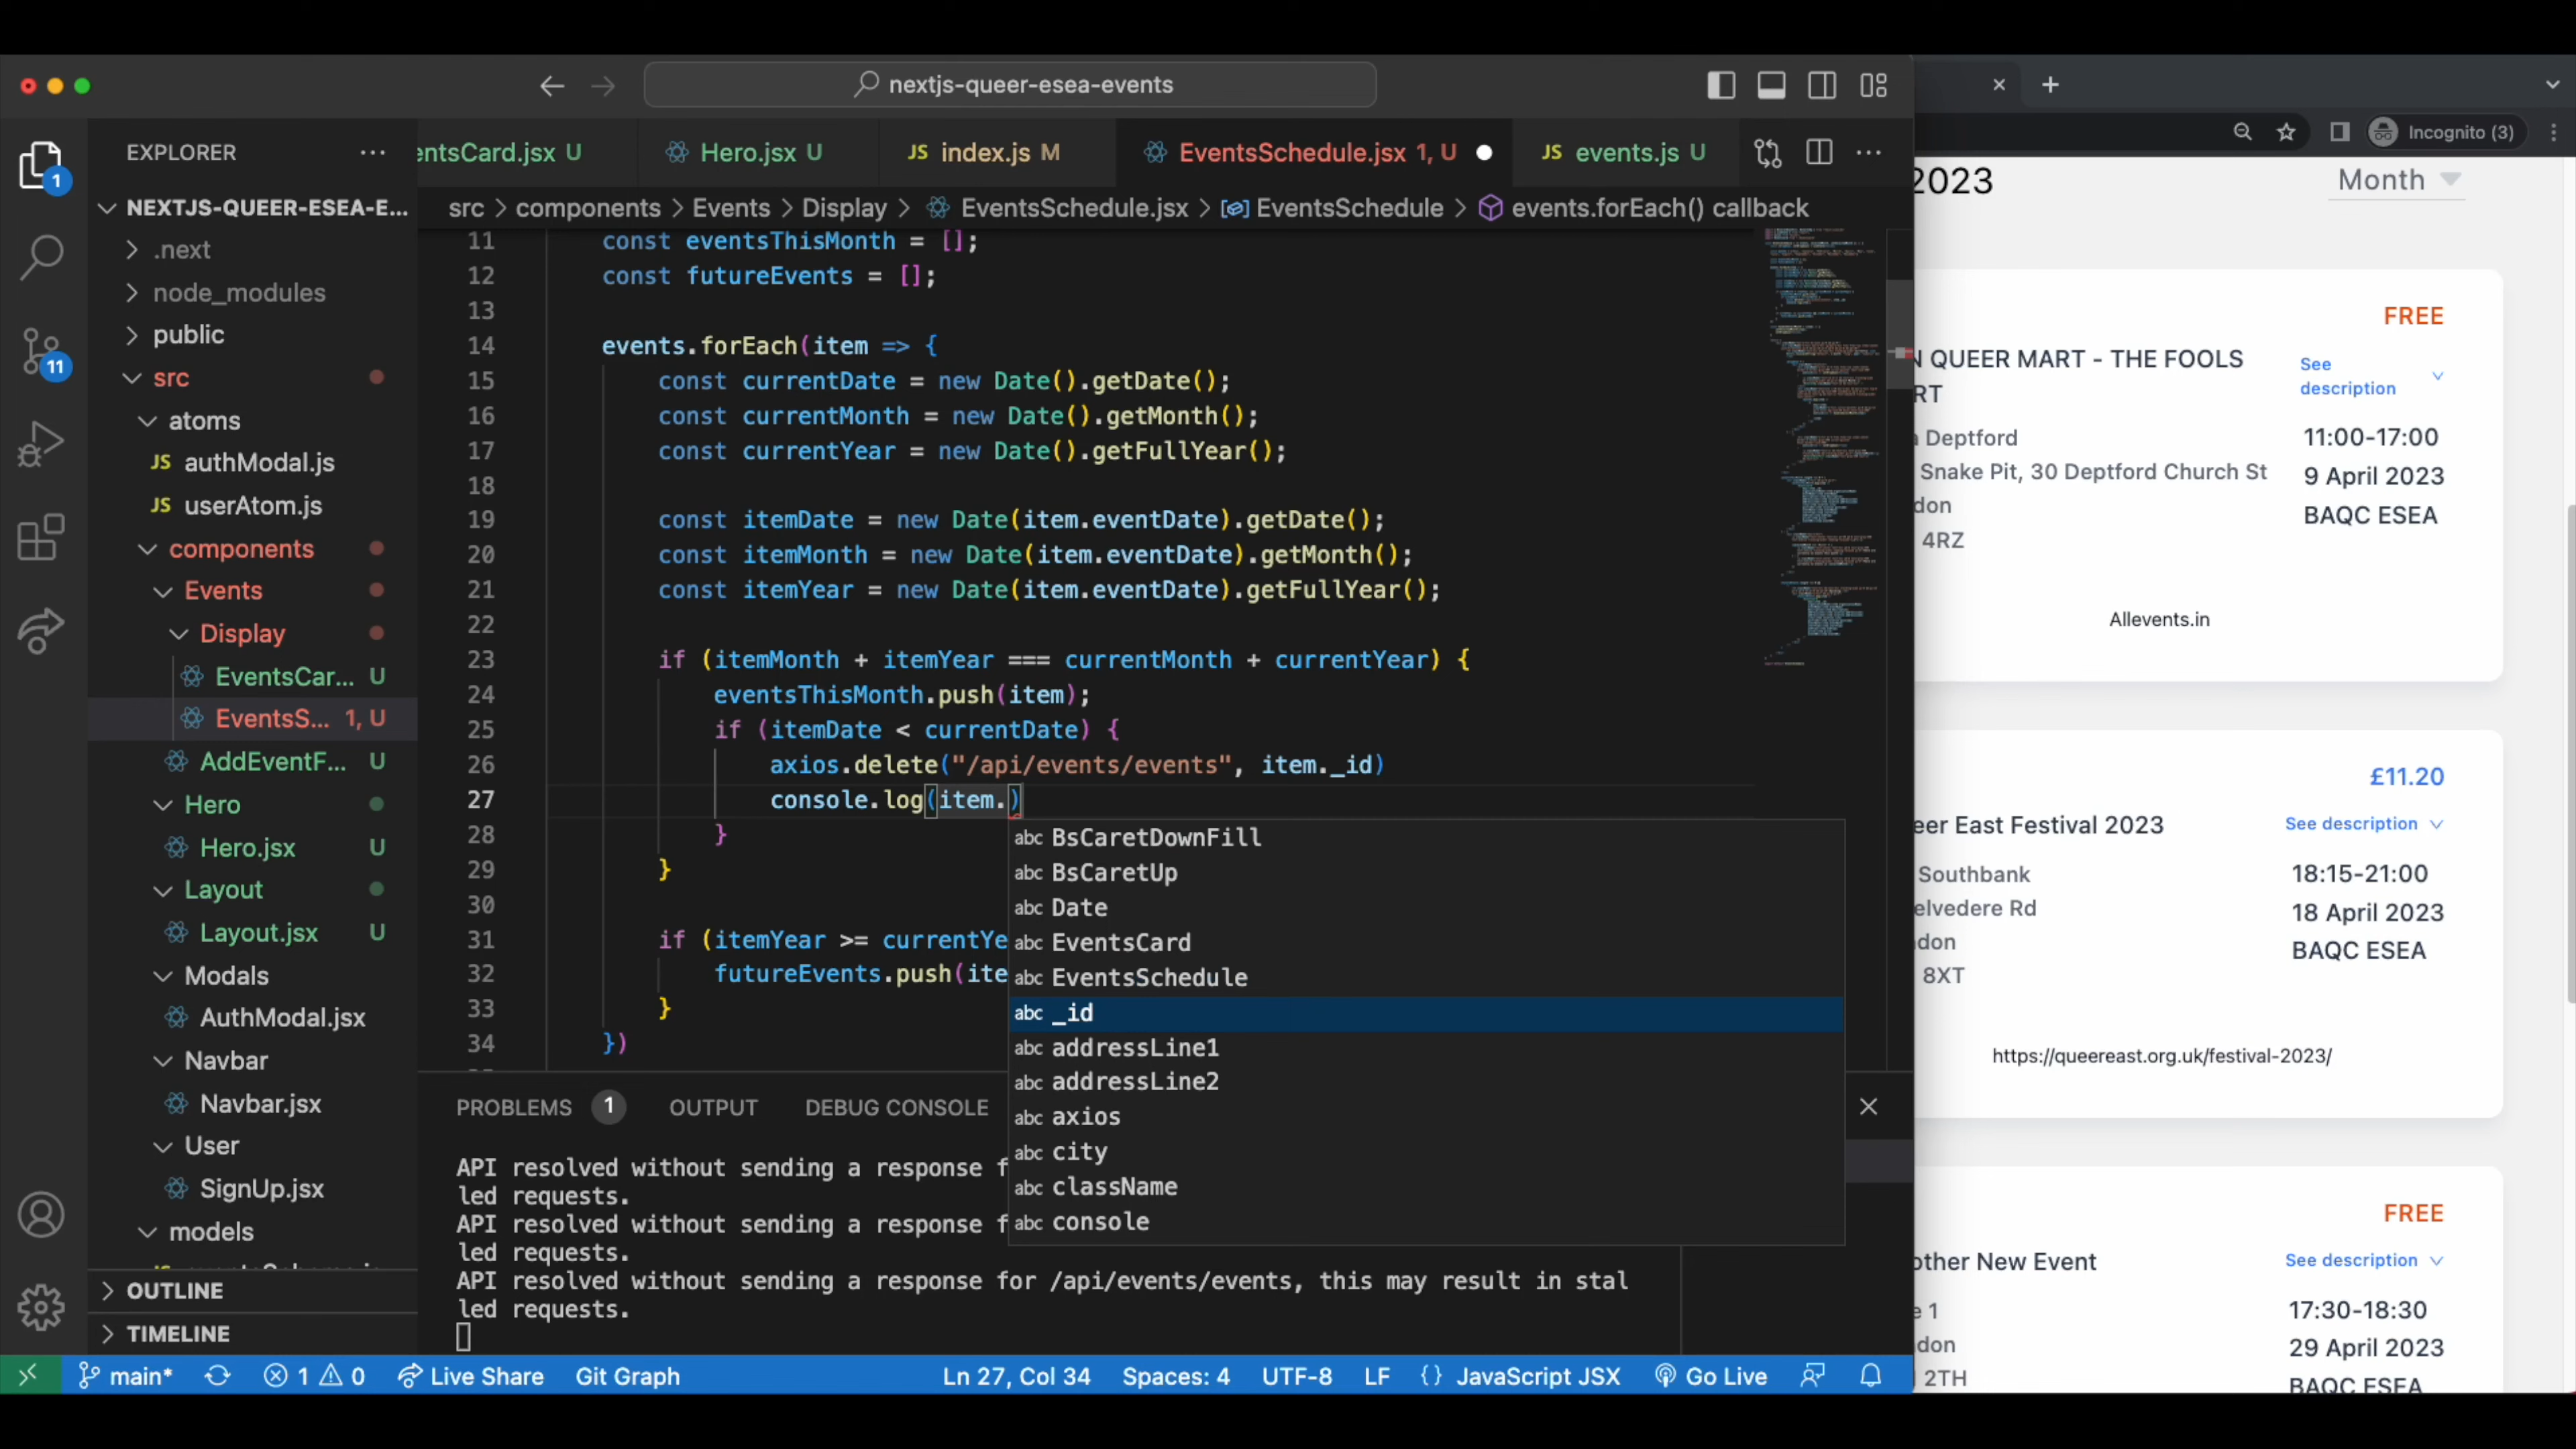 nextjs-queer-esea-events
Incognito (3)
EXPLORER
entsCard.jsx U
Hero.jsx U
JS index.js M
EventsSchedule.jsx 1, U
JS events.js U
src > components > Events > Display > EventsSchedule.jsx > EventsSchedule > events.forEach() callback
1
11
NEXTJS-QUEER-ESEA-E...
.next
node_modules
public
src
atoms
JS authModal.js
JS userAtom.js
components
Events
Display
EventsCar... U
EventsS... 1, U
AddEventF... U
Hero
Hero.jsx U
Layout
Layout.jsx U
Modals
AuthModal.jsx
Navbar
Navbar.jsx
User
SignUp.jsx
models
OUTLINE
TIMELINE
11 const eventsThisMonth = [];
12 const futureEvents = [];
13
14 events.forEach(item => {
15 const currentDate = new Date().getDate();
16 const currentMonth = new Date().getMonth();
17 const currentYear = new Date().getFullYear();
18
19 const itemDate = new Date(item.eventDate).getDate();
20 const itemMonth = new Date(item.eventDate).getMonth();
21 const itemYear = new Date(item.eventDate).getFullYear();
22
23 if (itemMonth + itemYear === currentMonth + currentYear) {
24 eventsThisMonth.push(item);
25 if (itemDate < currentDate) {
26 axios.delete("/api/events/events", item._id)
27 console.log(item.)
28 }
29 }
30
31 if (itemYear >= currentYe
32 futureEvents.push(ite
33 }
34 })
abc BsCaretDownFill
abc BsCaretUp
abc Date
abc EventsCard
abc EventsSchedule
abc _id
abc addressLine1
abc addressLine2
abc axios
abc city
abc className
abc console
PROBLEMS 1 OUTPUT DEBUG CONSOLE
API resolved without sending a response f
led requests.
API resolved without sending a response f
led requests.
API resolved without sending a response for /api/events/events, this may result in stal
led requests.
main* 1 0 Live Share Git Graph Ln 27, Col 34 Spaces: 4 UTF-8 LF {} JavaScript JSX Go Live
2023
Month
FREE
N QUEER MART - THE FOOLS
RT
See
description
a Deptford
Snake Pit, 30 Deptford Church St
don
4RZ
11:00-17:00
9 April 2023
BAQC ESEA
Allevents.in
£11.20
eer East Festival 2023
See description
Southbank
elvedere Rd
don
8XT
18:15-21:00
18 April 2023
BAQC ESEA
https://queereast.org.uk/festival-2023/
FREE
other New Event
See description
e 1
don
2TH
17:30-18:30
29 April 2023
BAQC ESEA